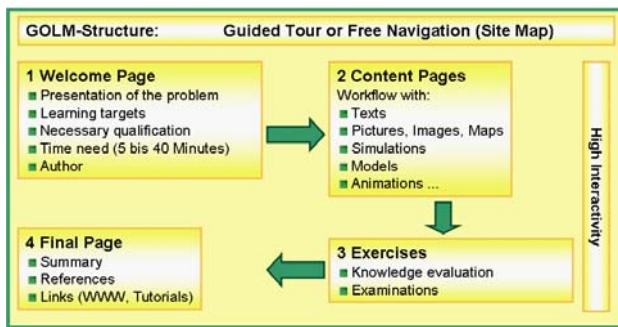 GOLM-Structure: Guided Tour or Free Navigation (Site Map)
1 Welcome Page
Presentation of the problem
Learning targets
Necessary qualification
Time need (5 bis 40 Minutes)
Author
2 Content Pages
Workflow with:
Texts
Pictures, Images, Maps
Simulations
Models
Animations ...
High Interactivity
3 Exercises
Knowledge evaluation
Examinations
4 Final Page
Summary
References
Links (WWW, Tutorials)